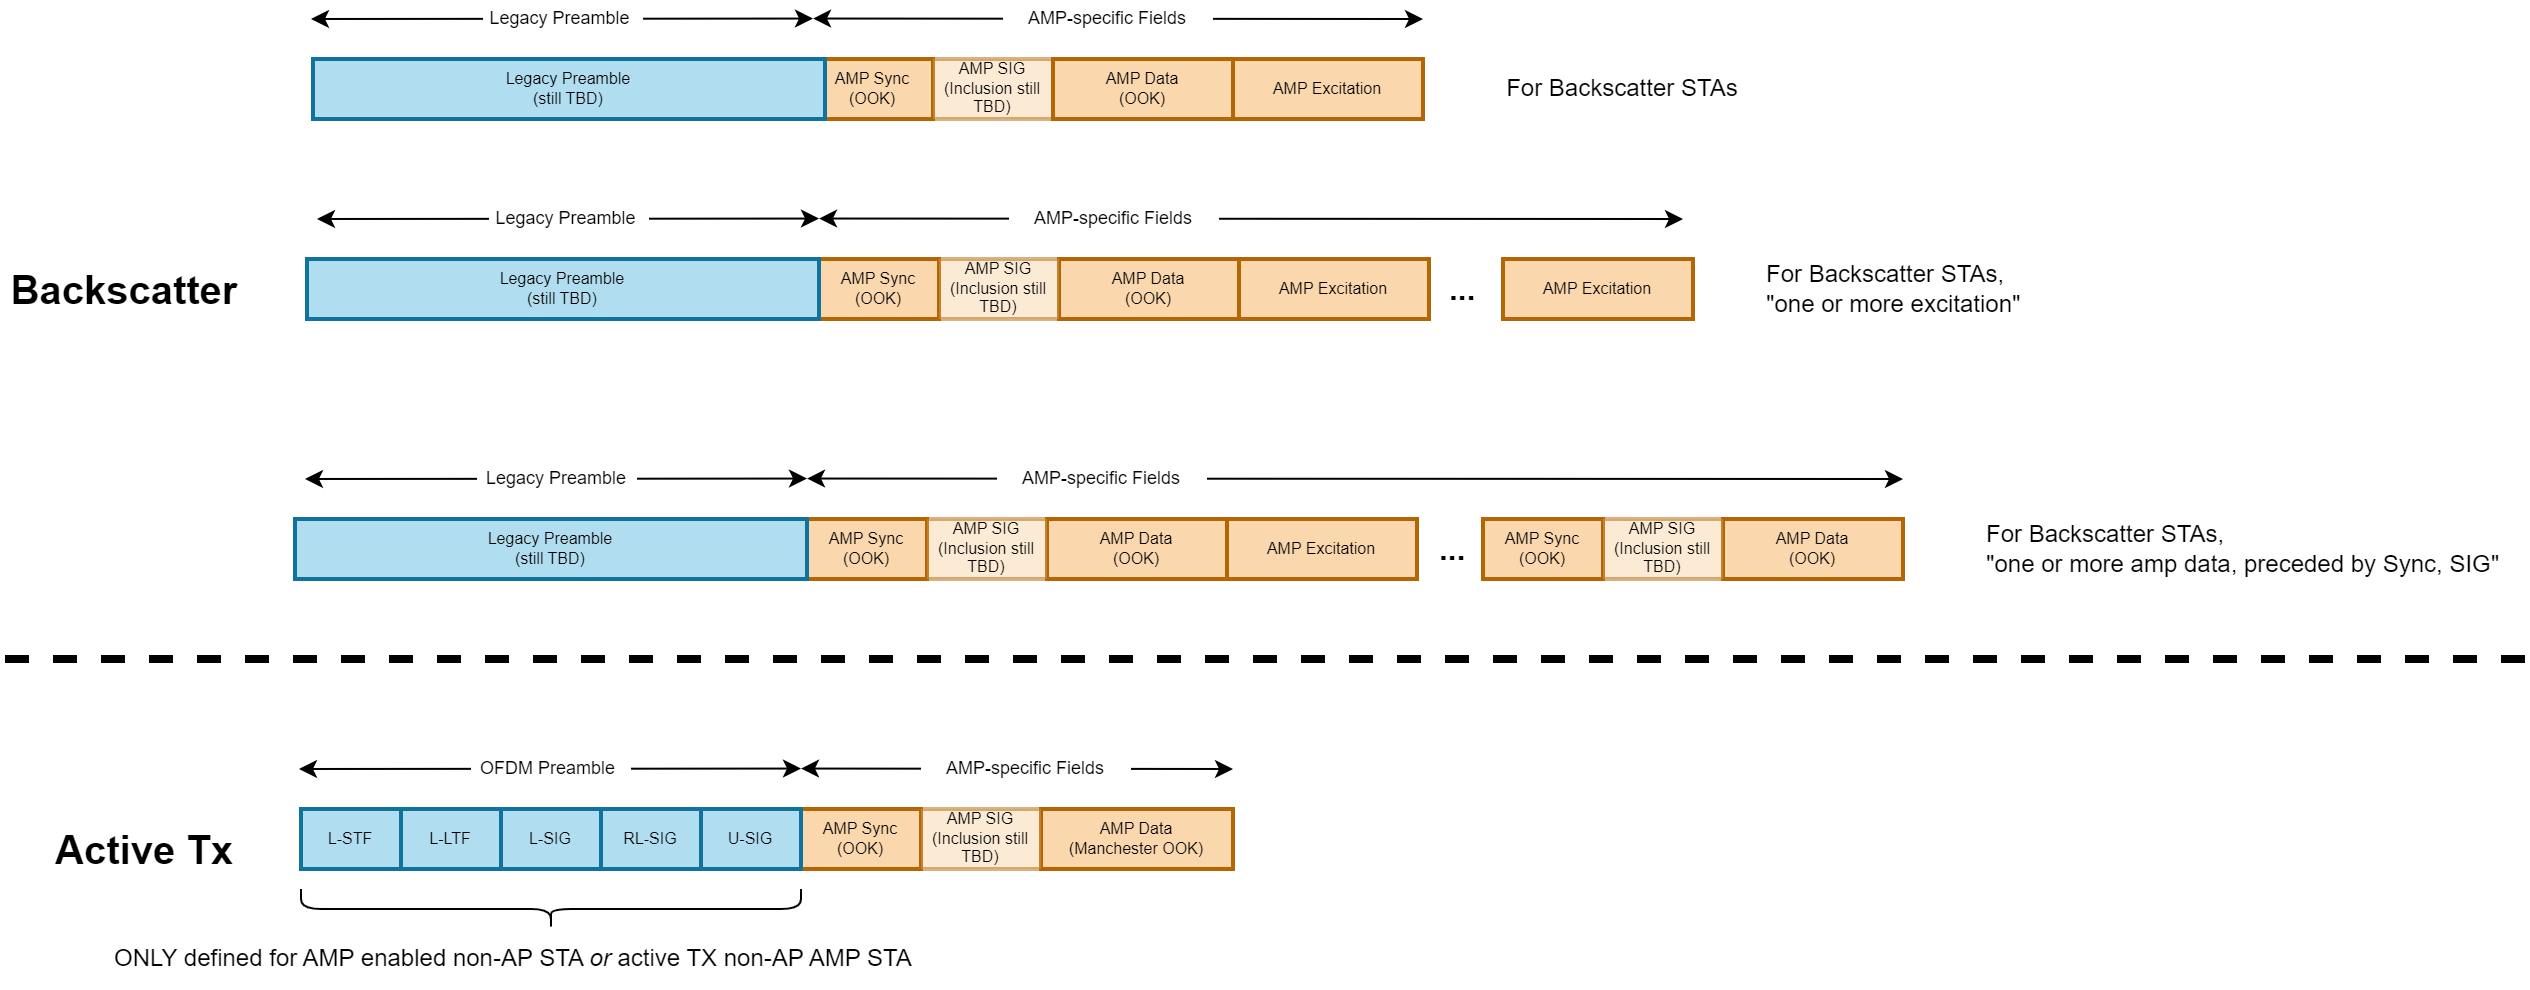 Legacy Preamble
AMP-specific Fields
Legacy Preamble
(still TBD)
AMP Sync
(OOK)
AMP SIG
(Inclusion still
TBD)
AMP Data
(OOK)
AMP Excitation
For Backscatter STAs
Legacy Preamble
AMP-specific Fields
Backscatter
Legacy Preamble
(still TBD)
AMP Sync
(OOK)
AMP SIG
(Inclusion still
TBD)
AMP Data
(OOK)
AMP Excitation
...
AMP Excitation
For Backscatter STAs,
"one or more excitation"
Legacy Preamble
AMP-specific Fields
Legacy Preamble
(still TBD)
AMP Sync
(OOK)
AMP SIG
(Inclusion still
TBD)
AMP Data
(OOK)
AMP Excitation
...
AMP Sync
(OOK)
AMP SIG
(Inclusion still
TBD)
AMP Data
(OOK)
For Backscatter STAs,
"one or more amp data, preceded by Sync, SIG"
OFDM Preamble
AMP-specific Fields
Active Tx
L-STF
L-LTF
L-SIG
RL-SIG
U-SIG
AMP Sync
(OOK)
AMP SIG
(Inclusion still
TBD)
AMP Data
(Manchester OOK)
ONLY defined for AMP enabled non-AP STA or active TX non-AP AMP STA